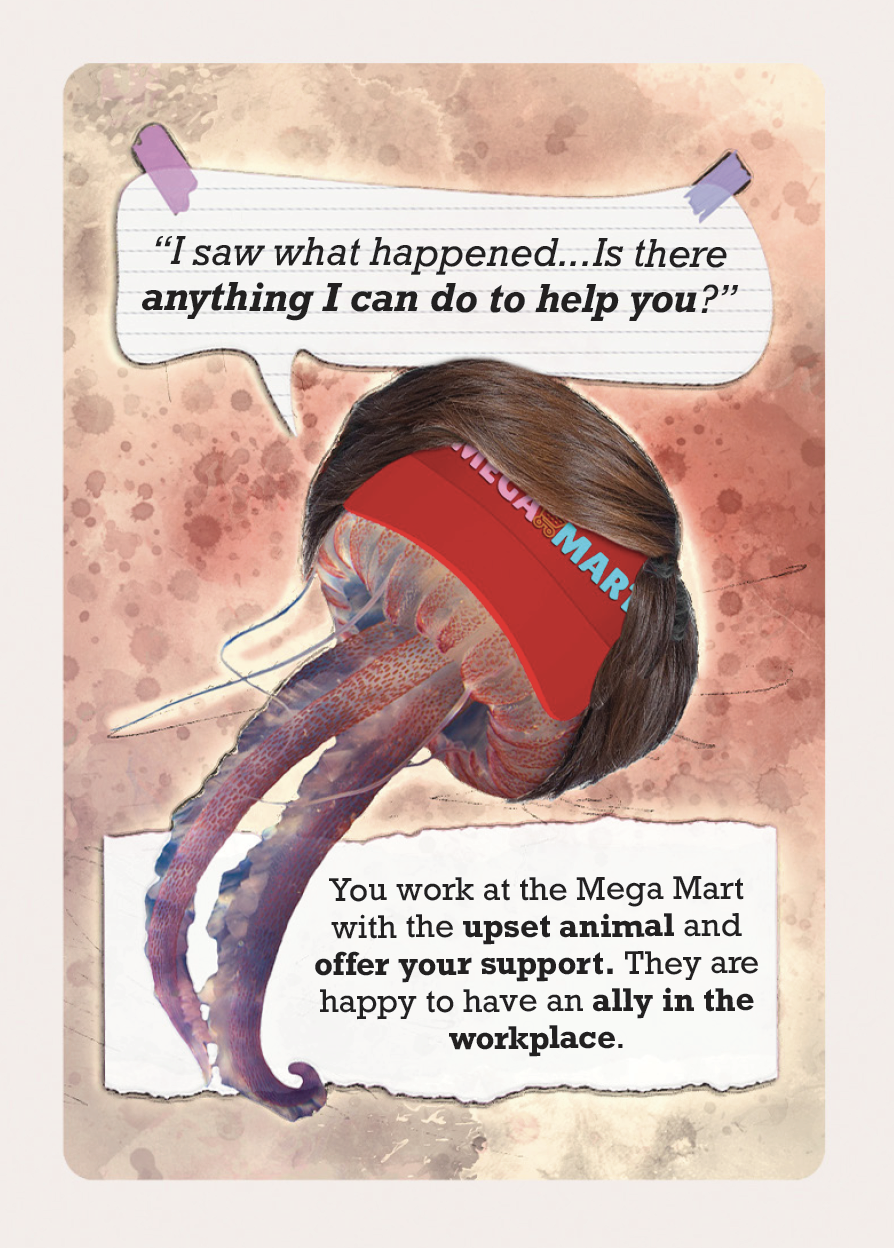 “I saw what happened...Is there
anything I can do to help you?”
MEGA MART
You work at the Mega Mart
with the upset animal and
offer your support. They are
happy to have an ally in the
workplace.